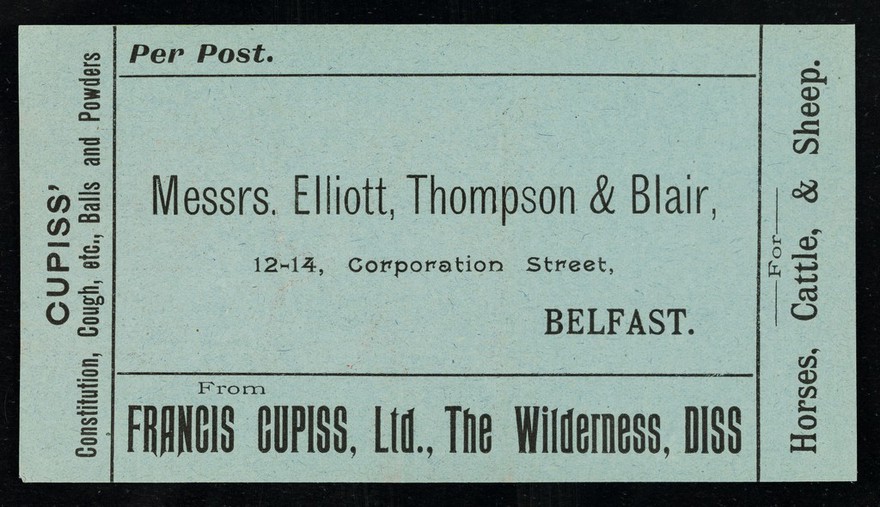 Per Post.
CUPISS'
Constitution, Cough, etc., Balls and Powders
Messrs. Elliott, Thompson & Blair,
12-14, Corporation Street,
BELFAST.
From
FRANCIS CUPISS, Ltd., The Wilderness, DISS
For
Horses, Cattle, & Sheep.